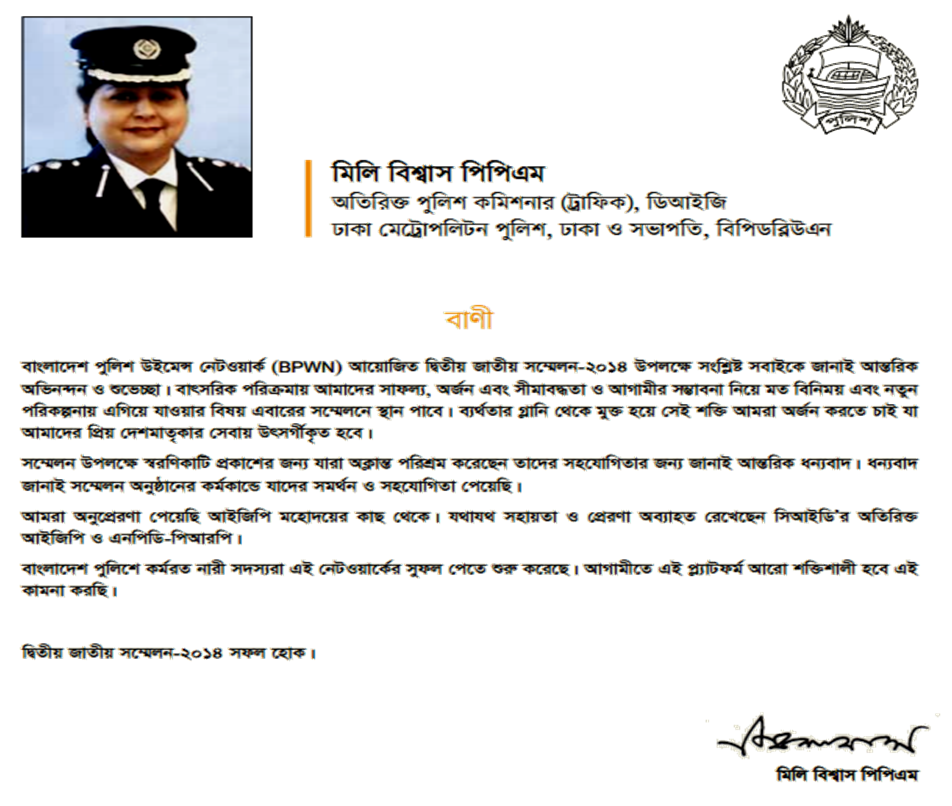 পুলিশ
মিলি বিশ্বাস পিপিএম
অতিরিক্ত পুলিশ কমিশনার (ট্রাফিক), ডিআইজি
ঢাকা মেট্রোপলিটন পুলিশ, ঢাকা ও সভাপতি, বিপিডব্লিউএন
বাণী
বাংলাদেশ পুলিশ উইমেন্স নেটওয়ার্ক (BPWN) আয়োজিত দ্বিতীয় জাতীয় সম্মেলন-২০১৪ উপলক্ষে সংশ্লিষ্ট সবাইকে জানাই আন্তরিক
অভিনন্দন ও শুভেচ্ছা। বাৎসরিক পরিক্রমায় আমাদের সাফল্য, অর্জন এবং সীমাবদ্ধতা ও আগামীর সম্ভাবনা নিয়ে মত বিনিময় এবং নতুন
পরিকল্পনায় এগিয়ে যাওয়ার বিষয় এবারের সম্মেলনে স্থান পাবে। ব্যর্থতার গ্লানি থেকে মুক্ত হয়ে সেই শক্তি আমরা অর্জন করতে চাই যা
আমাদের প্রিয় দেশমাতৃকার সেবায় উৎসর্গীকৃত হবে।
সম্মেলন উপলক্ষে স্বরণিকাটি প্রকাশের জন্য যারা অক্লান্ত পরিশ্রম করেছেন তাদের সহযোগিতার জন্য জানাই আন্তরিক ধন্যবাদ। ধন্যবাদ
জানাই সম্মেলন অনুষ্ঠানের কর্মকান্ডে যাদের সমর্থন ও সহযোগিতা পেয়েছি।
আমরা অনুপ্রেরণা পেয়েছি আইজিপি মহোদয়ের কাছ থেকে। যথাযথ সহায়তা ও প্রেরণা অব্যাহত রেখেছেন সিআইডি'র অতিরিক্ত
আইজিপি ও এনপিডি-পিআরপি।
বাংলাদেশ পুলিশে কর্মরত নারী সদস্যরা এই নেটওয়ার্কের সুফল পেতে শুরু করেছে। আগামীতে এই প্ল্যাটফর্ম আরো শক্তিশালী হবে এই
কামনা করছি।
দ্বিতীয় জাতীয় সম্মেলন-২০১৪ সফল হোক।
মিলি বিশ্বাস পিপিএম